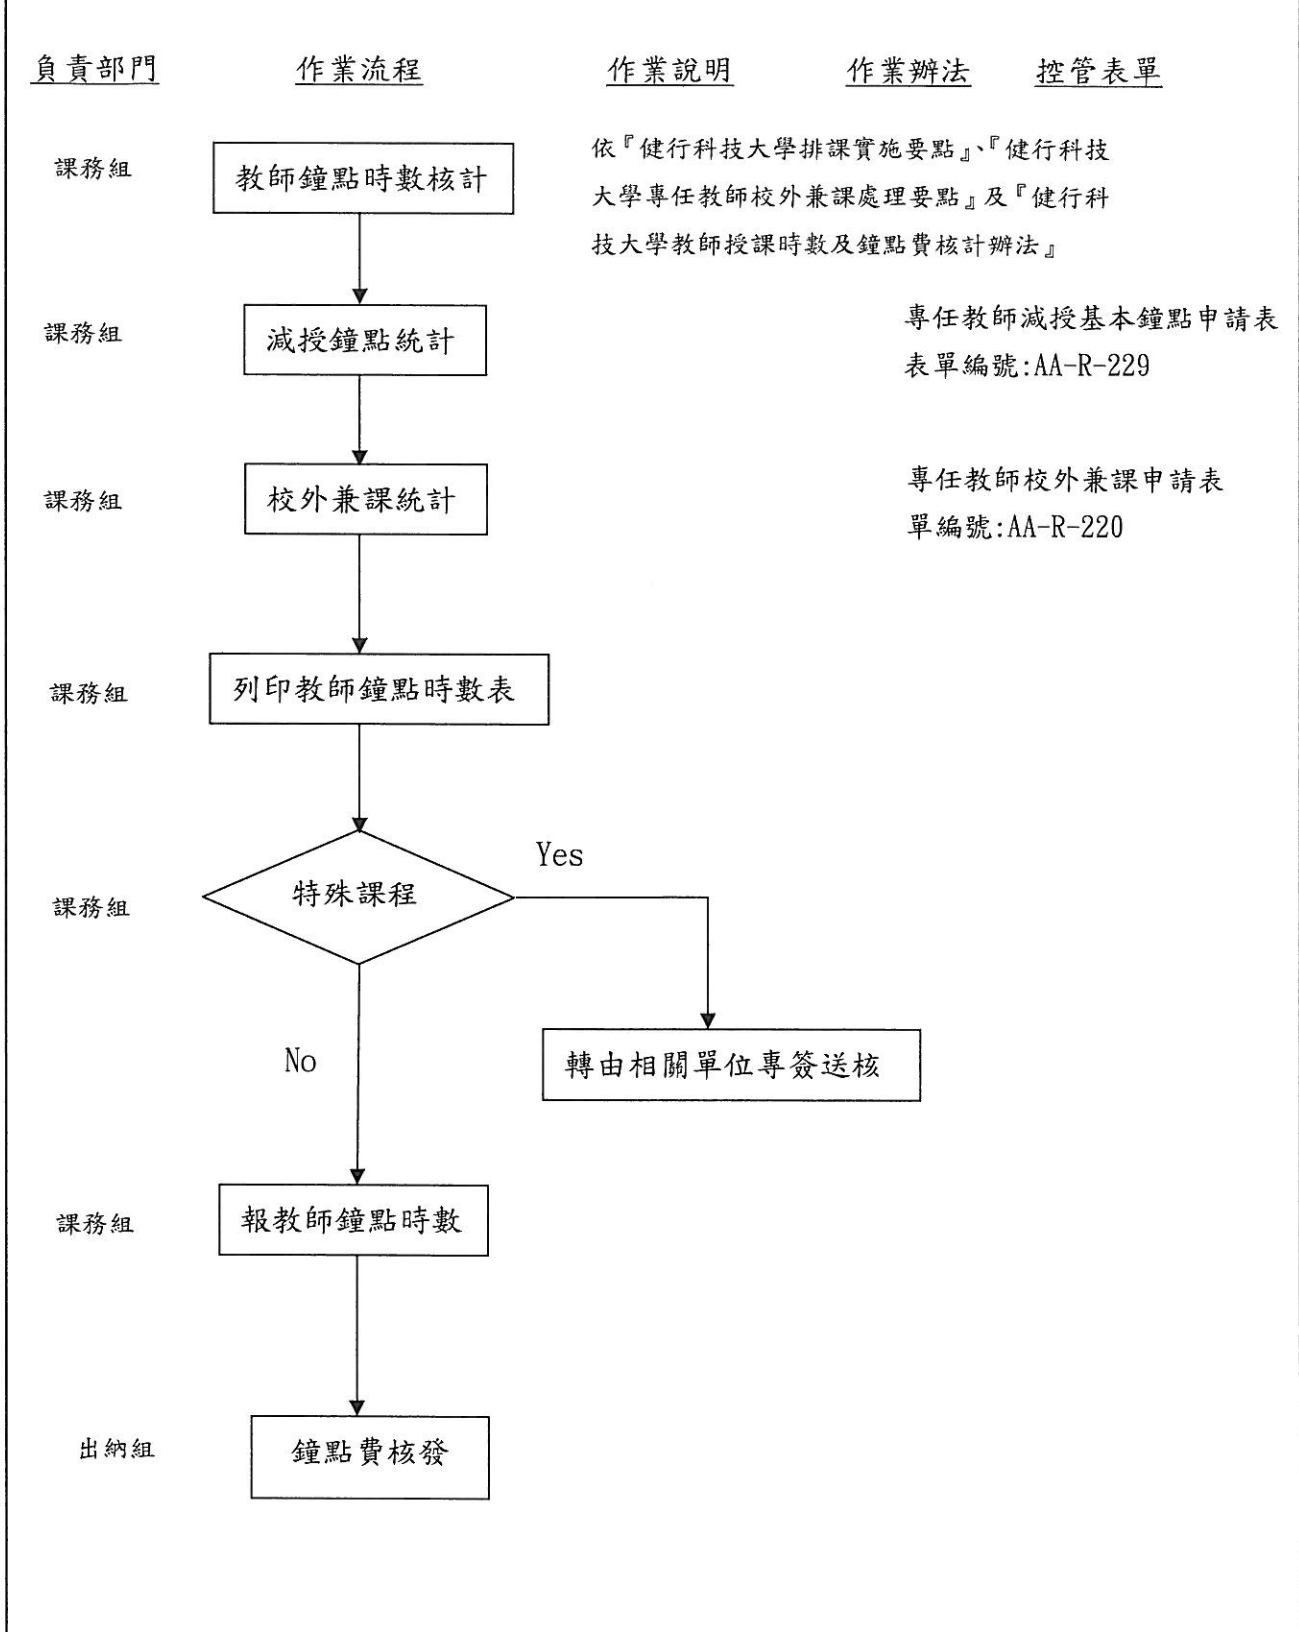 負責部門 作業流程 作業說明 作業辦法 控管表單
課務組 教師鐘點時數核計
依『健行科技大學排課實施要點』、『健行科技
大學專任教師校外兼課處理要點』及『健行科
技大學教師授課時數及鐘點費核計辦法』
課務組 減授鐘點統計 專任教師減授基本鐘點申請表
表單編號:AA-R-229
課務組 校外兼課統計 專任教師校外兼課申請表
單編號:AA-R-220
課務組 列印教師鐘點時數表
Yes
課務組 特殊課程
No
轉由相關單位專簽送核
課務組 報教師鐘點時數
出納組 鐘點費核發